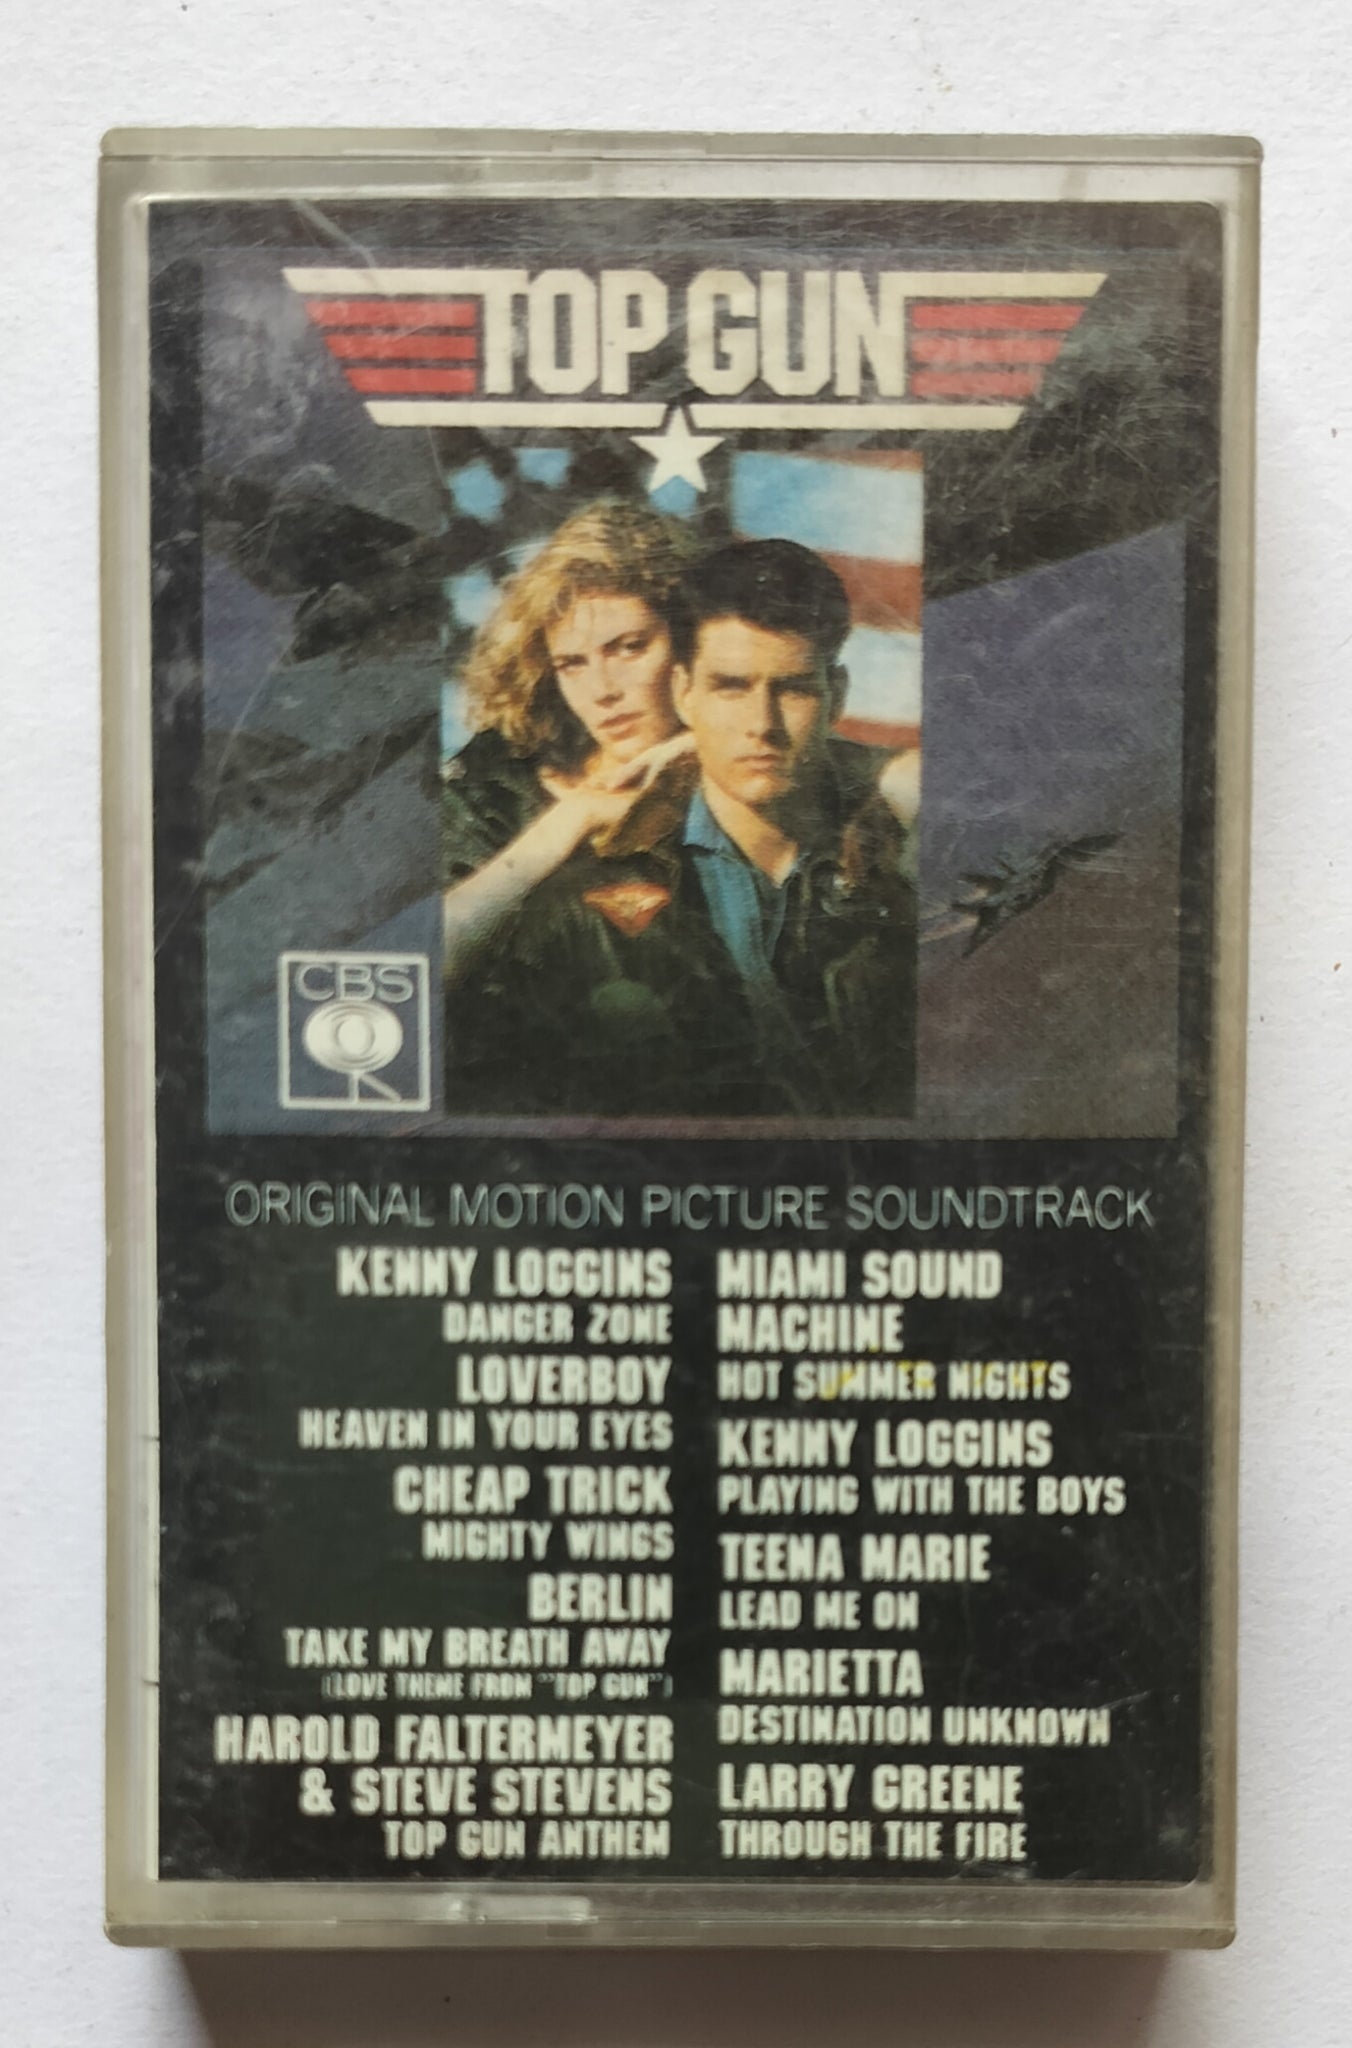 TOP GUN
CBS
ORIGINAL MOTION PICTURE SOUNDTRACK
KENNY LOGGINS
DANGER ZONE
LOVERBOY
HEAVEN IN YOUR EYES
CHEAP TRICK
MIGHTY WINGS
BERLIN
TAKE MY BREATH AWAY
(LOVE THEME FROM "TOP GUN")
HAROLD FALTERMEYER
& STEVE STEVENS
TOP GUN ANTHEM
MIAMI SOUND
MACHINE
HOT SUMMER NIGHTS
KENNY LOGGINS
PLAYING WITH THE BOYS
TEENA MARIE
LEAD ME ON
MARIETTA
DESTINATION UNKNOWN
LARRY GREENE
THROUGH THE FIRE